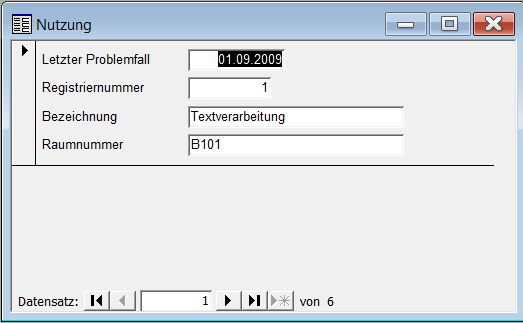 Nutzung
Letzter Problemfall 01.09.2009
Registriernummer 1
Bezeichnung Textverarbeitung
Raumnummer B101
Datensatz: 1 von 6